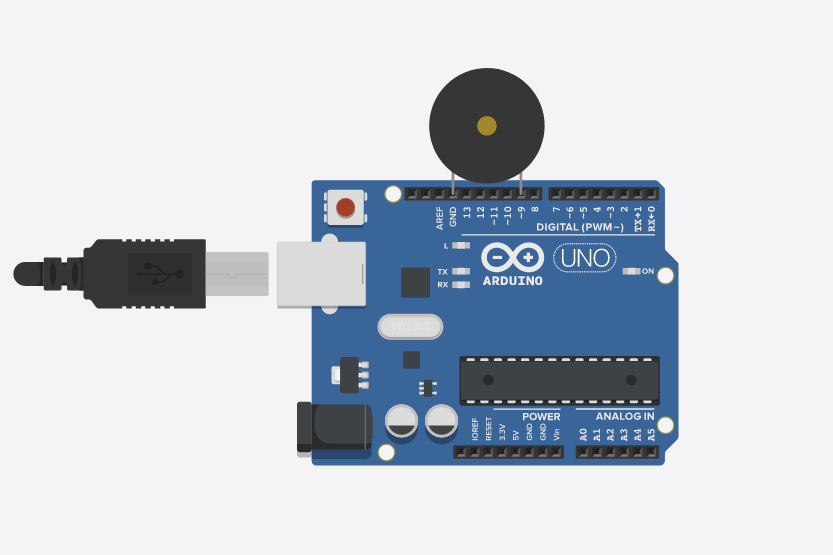 AREF
GND
13
12
~11
~10
~9
8
7
~6
~5
4
~3
2
TX→1
RX←0
DIGITAL (PWM~)
L
TX
RX
ARDUINO
UNO
ON
POWER
ANALOG IN
IOREF
RESET
3.3V
5V
GND
GND
Vin
A0
A1
A2
A3
A4
A5